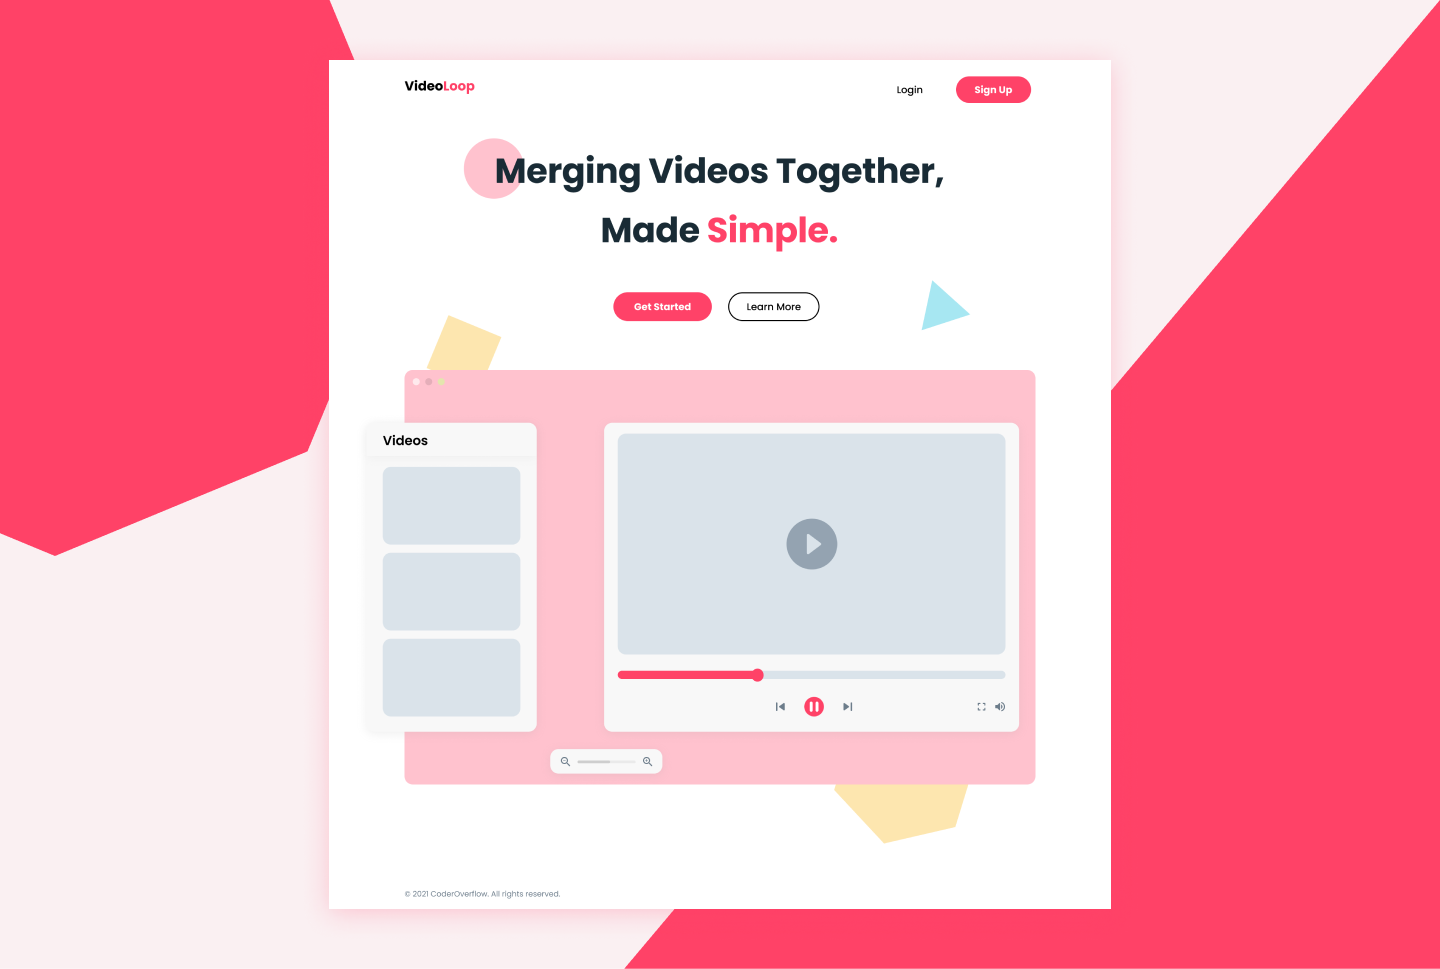 VideoLoop
Login
Sign Up
Merging Videos Together,
Made Simple.
Get Started
Learn More
Videos
© 2021 CoderOverflow. All rights reserved.